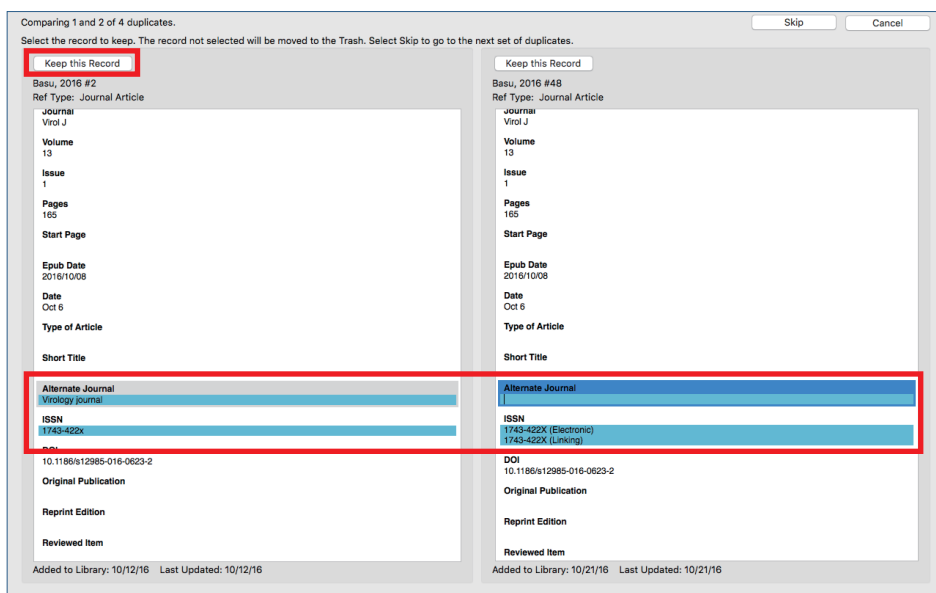 Comparing 1 and 2 of 4 duplicates.
Skip
Cancel
Select the record to keep. The record not selected will be moved to the Trash. Select Skip to go to the next set of duplicates.
Keep this Record
Basu, 2016 #2
Ref Type: Journal Article
Journal
Virol J
Volume
13
Issue
1
Pages
165
Start Page
Epub Date
2016/10/08
Date
Oct 6
Type of Article
Short Title
Alternate Journal
Virology journal
ISSN
1743-422x
DOI
10.1186/s12985-016-0623-2
Original Publication
Reprint Edition
Reviewed Item
Added to Library: 10/12/16 Last Updated: 10/12/16
Keep this Record
Basu, 2016 #48
Ref Type: Journal Article
Journal
Virol J
Volume
13
Issue
1
Pages
165
Start Page
Epub Date
2016/10/08
Date
Oct 6
Type of Article
Short Title
Alternate Journal
ISSN
1743-422X (Electronic)
1743-422X (Linking)
DOI
10.1186/s12985-016-0623-2
Original Publication
Reprint Edition
Reviewed Item
Added to Library: 10/21/16 Last Updated: 10/21/16